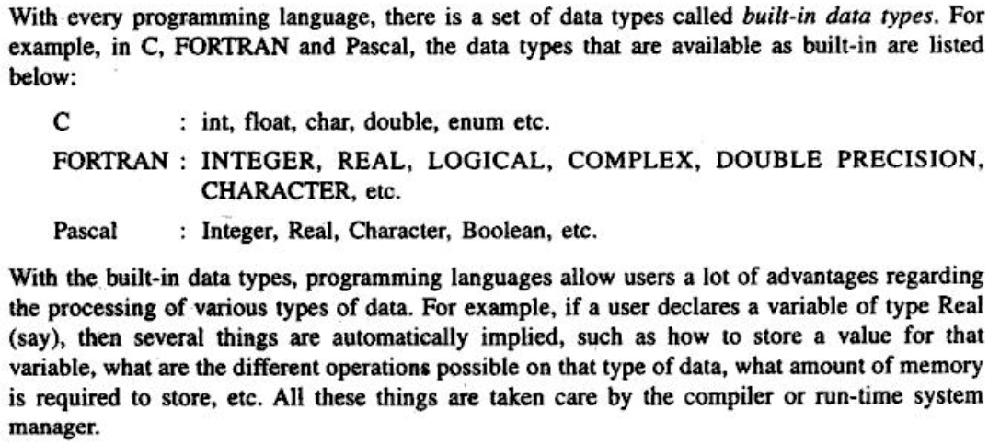 With every programming language, there is a set of data types called built-in data types. For
example, in C, FORTRAN and Pascal, the data types that are available as built-in are listed
below:
C : int, float, char, double, enum etc.
FORTRAN : INTEGER, REAL, LOGICAL, COMPLEX, DOUBLE PRECISION,
CHARACTER, etc.
Pascal : Integer, Real, Character, Boolean, etc.
With the built-in data types, programming languages allow users a lot of advantages regarding
the processing of various types of data. For example, if a user declares a variable of type Real
(say), then several things are automatically implied, such as how to store a value for that
variable, what are the different operations possible on that type of data, what amount of memory
is required to store, etc. All these things are taken care by the compiler or run-time system
manager.